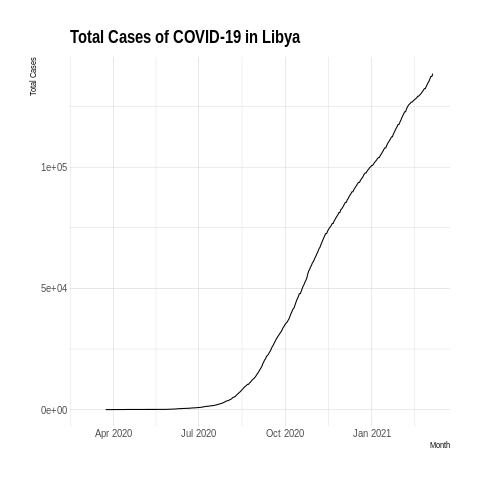 Total Cases of COVID-19 in Libya
Total Cases
1e+05
5e+04
0e+00
Apr 2020 Jul 2020 Oct 2020 Jan 2021
Month